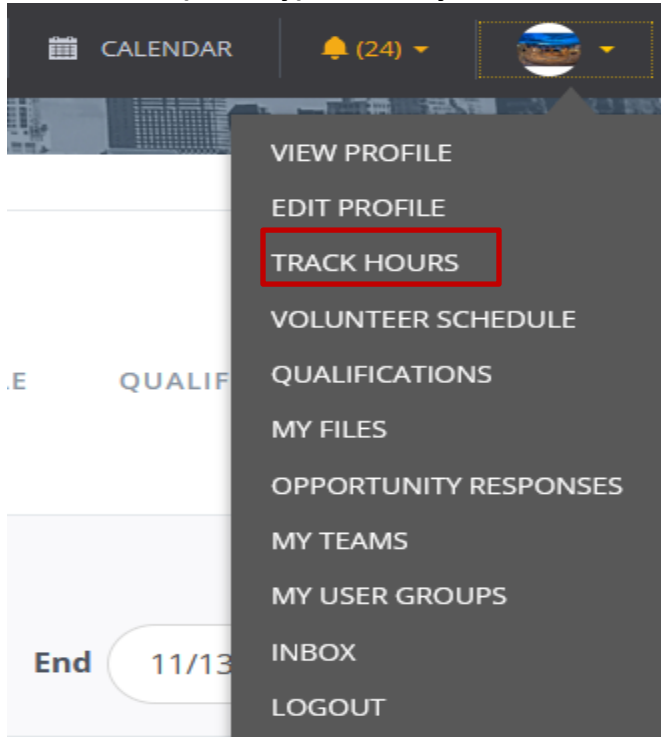 CALENDAR (24)
VIEW PROFILE
EDIT PROFILE
TRACK HOURS
VOLUNTEER SCHEDULE
E QUALIF QUALIFICATIONS
MY FILES
OPPORTUNITY RESPONSES
MY TEAMS
MY USER GROUPS
End 11/13 INBOX
LOGOUT